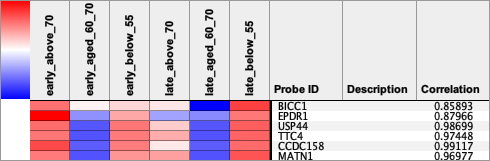 early_above_70
early_aged_60_70
early_below_55
late_above_70
late_aged_60_70
late_below_55
Probe ID Description Correlation
BICC1 0.85893
EPDR1 0.87966
USP44 0.98699
TTC4 0.97448
CCDC158 0.99117
MATN1 0.96977